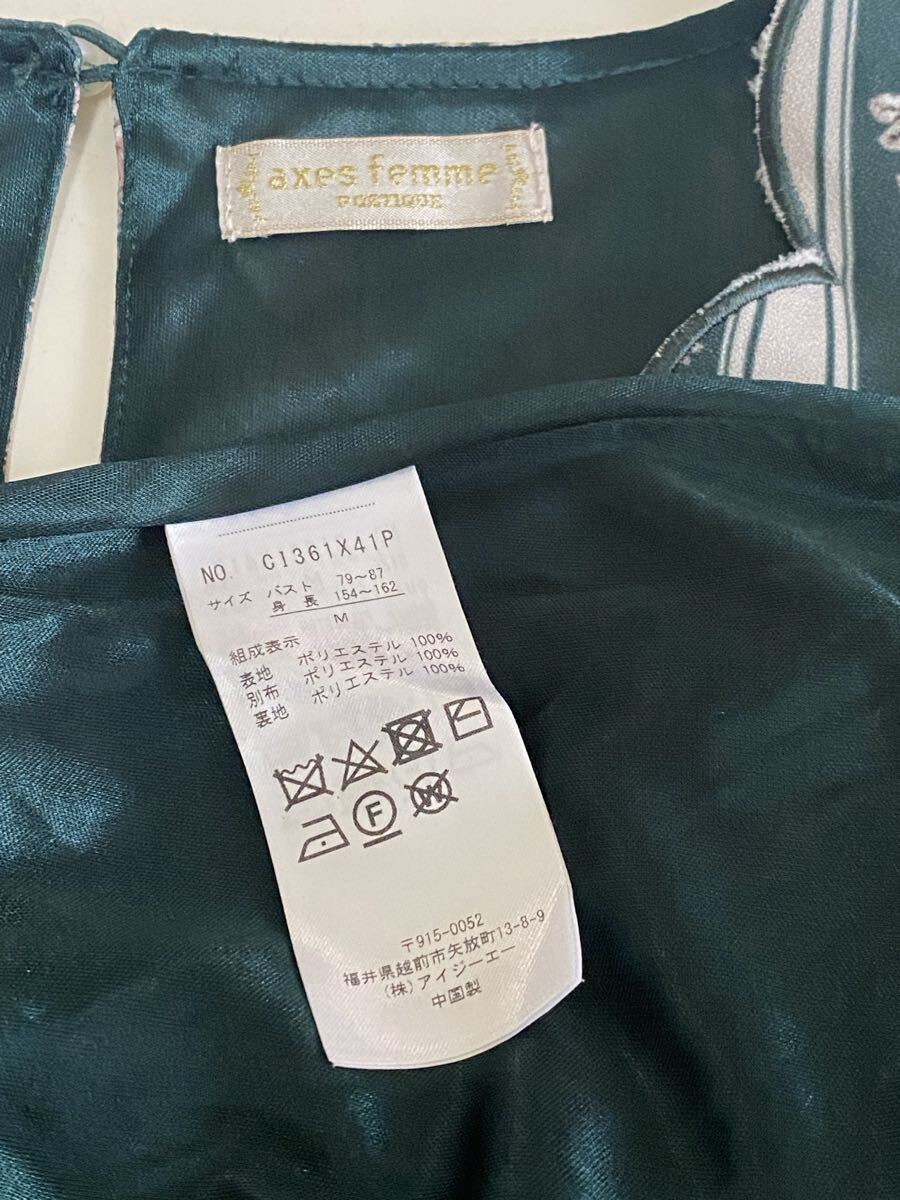 axes femme
POETIQUE
NO. CI361X41P
サイズ バスト 79～87
身長 154～162
M
組成表示
表地 ポリエステル 100%
別布 ポリエステル 100%
裏地 ポリエステル 100%
F
W
〒915-0052
福井県越前市矢放町13-8-9
(株)アイジーエー
中国製